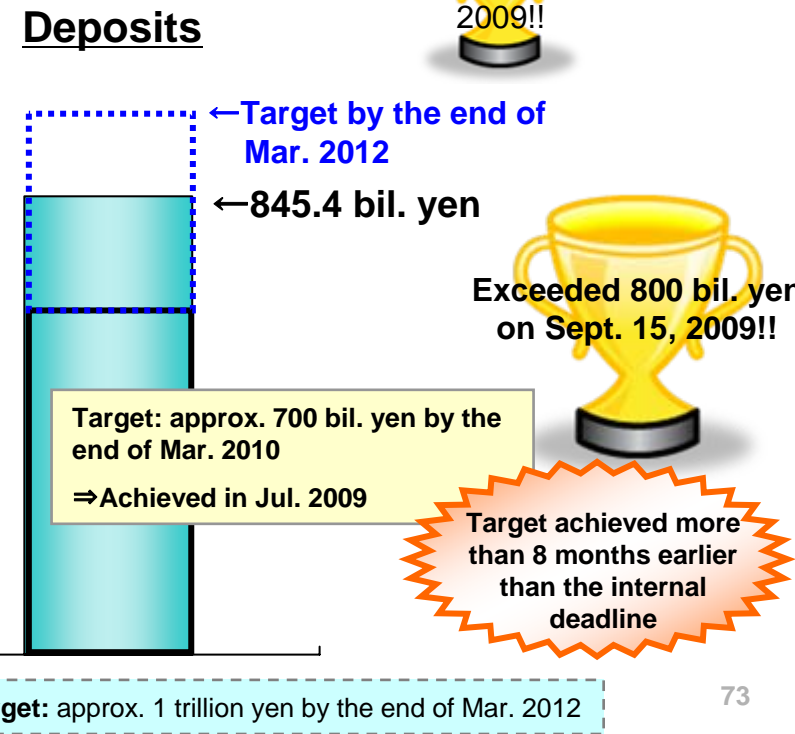 Deposits
2009!!
←Target by the end of
Mar. 2012
←845.4 bil. yen
Exceeded 800 bil. yen
on Sept. 15, 2009!!
Target: approx. 700 bil. yen by the
end of Mar. 2010
⇒Achieved in Jul. 2009
Target achieved more
than 8 months earlier
than the internal
deadline
get: approx. 1 trillion yen by the end of Mar. 2012
73